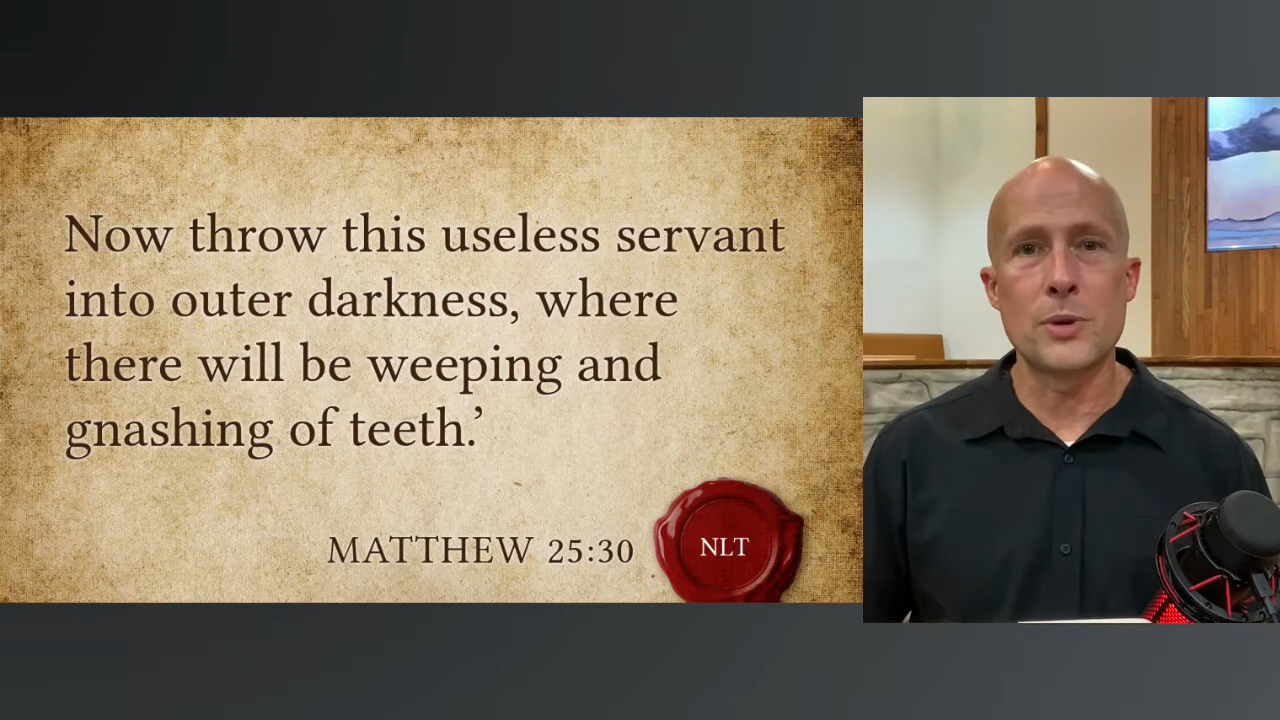 Now throw this useless servant
into outer darkness, where
there will be weeping and
gnashing of teeth.’
MATTHEW 25:30
NLT